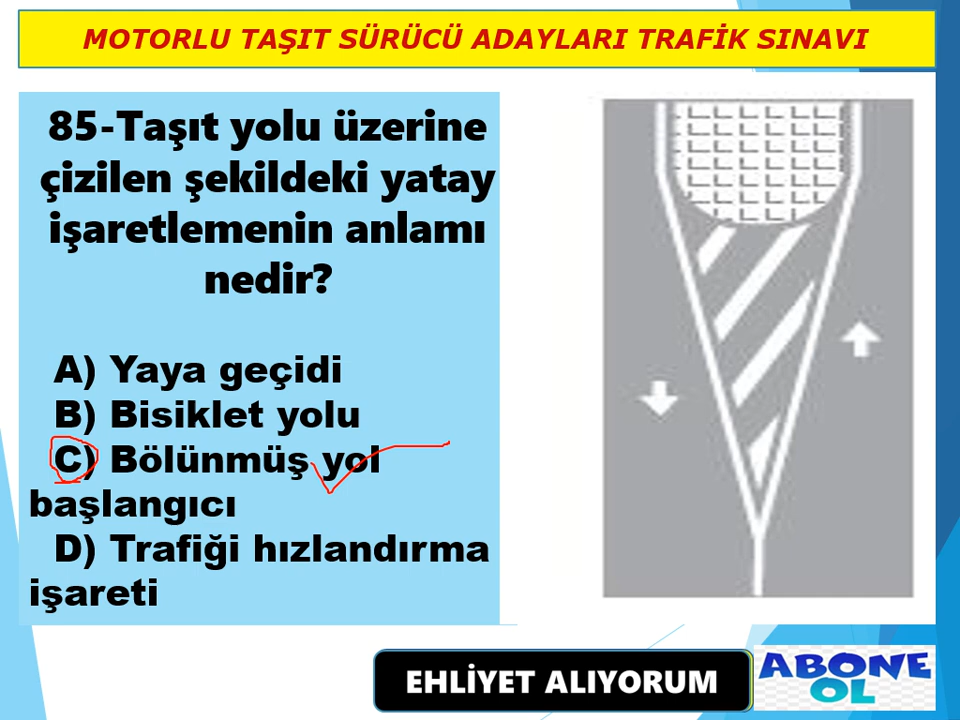 MOTORLU TAŞIT SÜRÜCÜ ADAYLARI TRAFİK SINAVI
85-Taşıt yolu üzerine
çizilen şekildeki yatay
işaretlemenin anlamı
nedir?
A) Yaya geçidi
B) Bisiklet yolu
C) Bölünmüş yol
başlangıcı
D) Trafiği hızlandırma
işareti
EHLİYET ALIYORUM
ABONE
OL